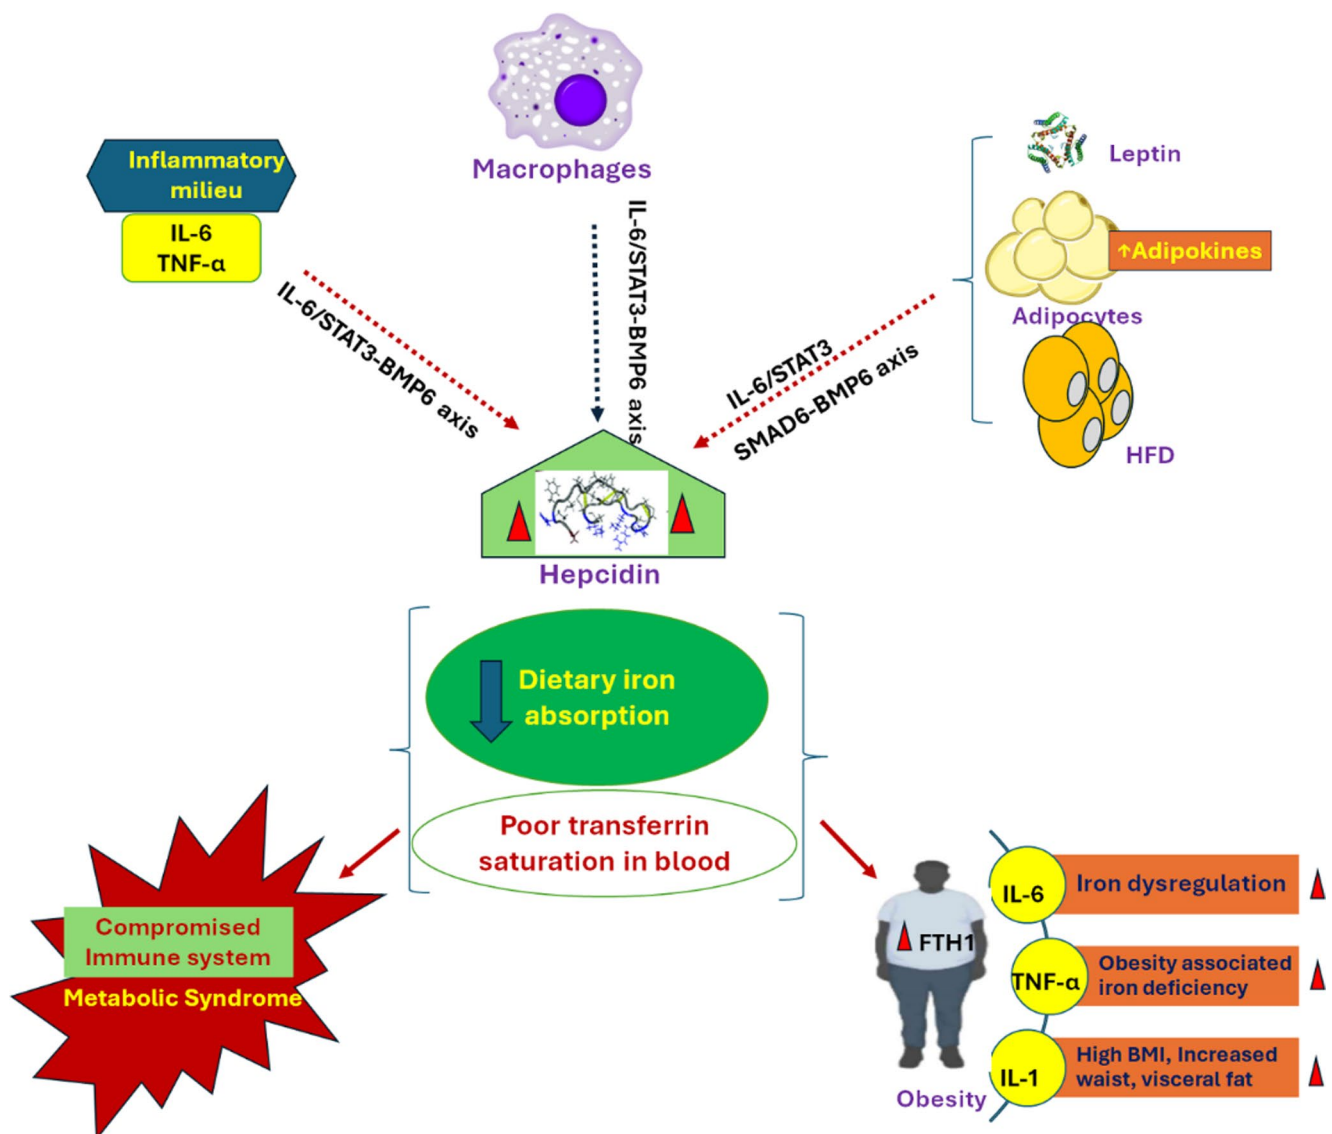 Macrophages
Inflammatory
milieu
IL-6
TNF-α
Leptin
↑Adipokines
Adipocytes
HFD
IL-6/STAT3-BMP6 axis
IL-6/STAT3-BMP6 axis
IL-6/STAT3
SMAD6-BMP6 axis
Hepcidin
Dietary iron
absorption
Poor transferrin
saturation in blood
Compromised
Immune system
Metabolic Syndrome
FTH1
Obesity
IL-6
Iron dysregulation
TNF-α
Obesity associated
iron deficiency
IL-1
High BMI, Increased
waist, visceral fat